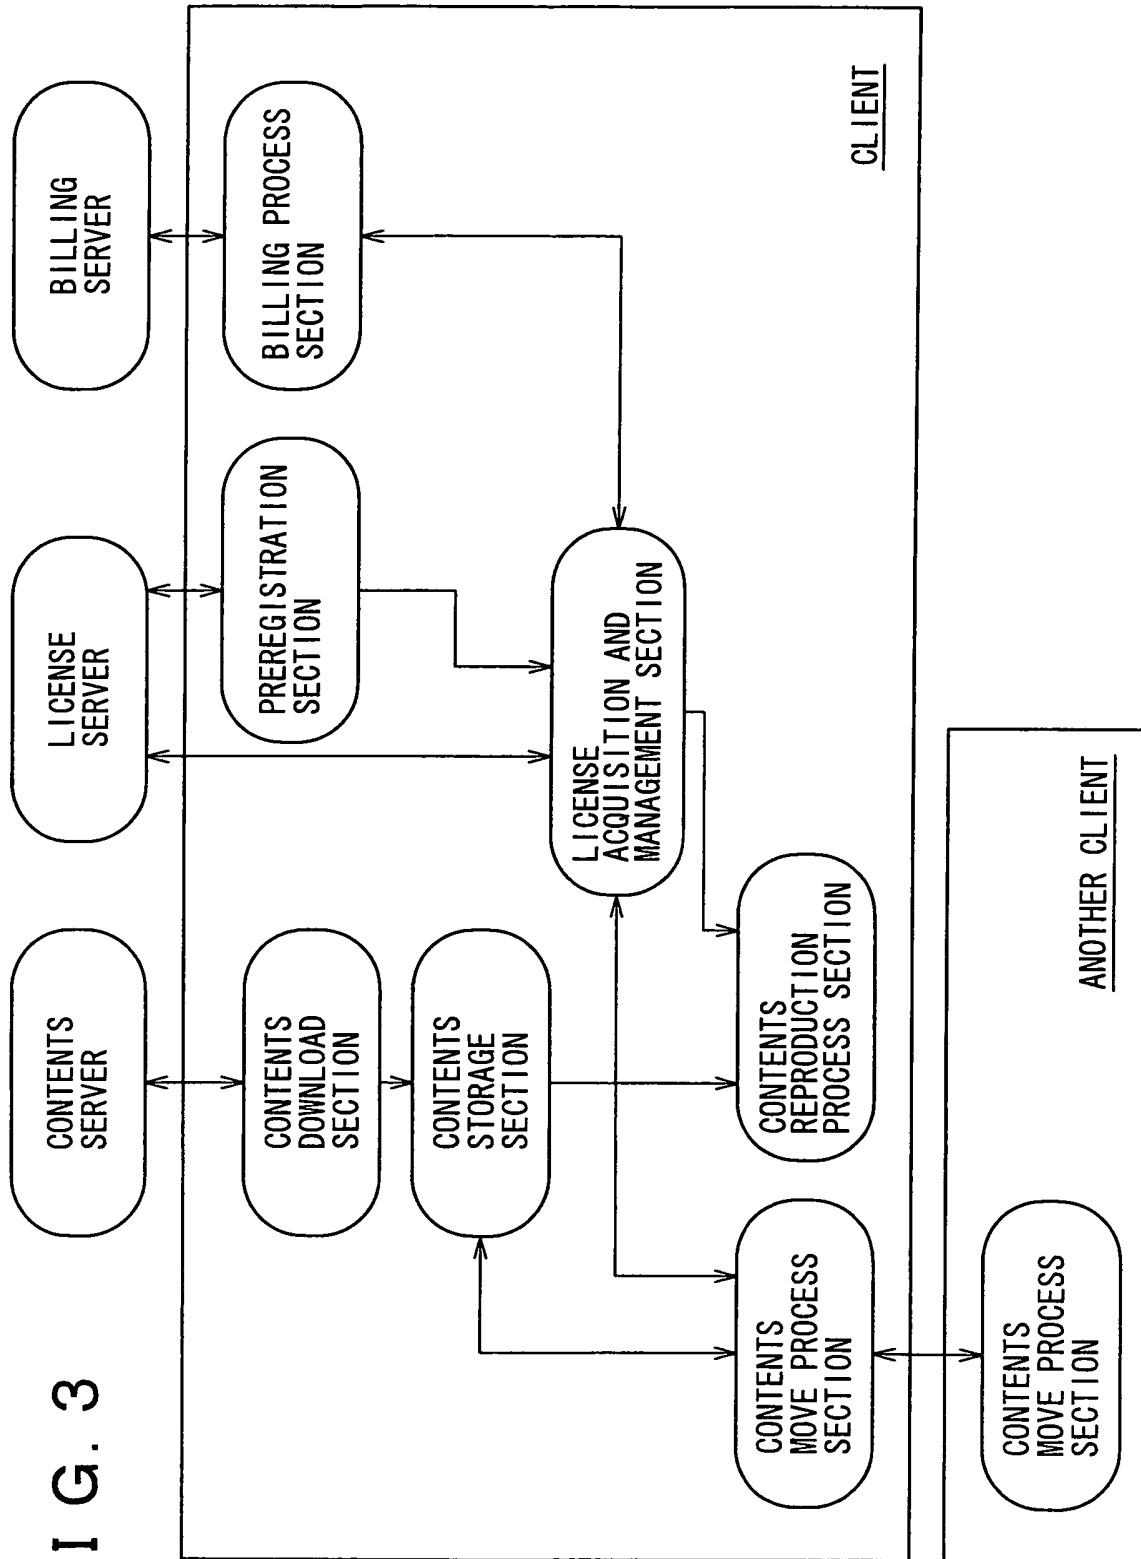 I G. 3
CONTENTS
SERVER
LICENSE
SERVER
BILLING
SERVER
CONTENTS
DOWNLOAD
SECTION
PREREGISTRATION
SECTION
BILLING PROCESS
SECTION
CONTENTS
STORAGE
SECTION
LICENSE
ACQUISITION AND
MANAGEMENT SECTION
CONTENTS
MOVE PROCESS
SECTION
CONTENTS
REPRODUCTION
PROCESS SECTION
CLIENT
CONTENTS
MOVE PROCESS
SECTION
ANOTHER CLIENT